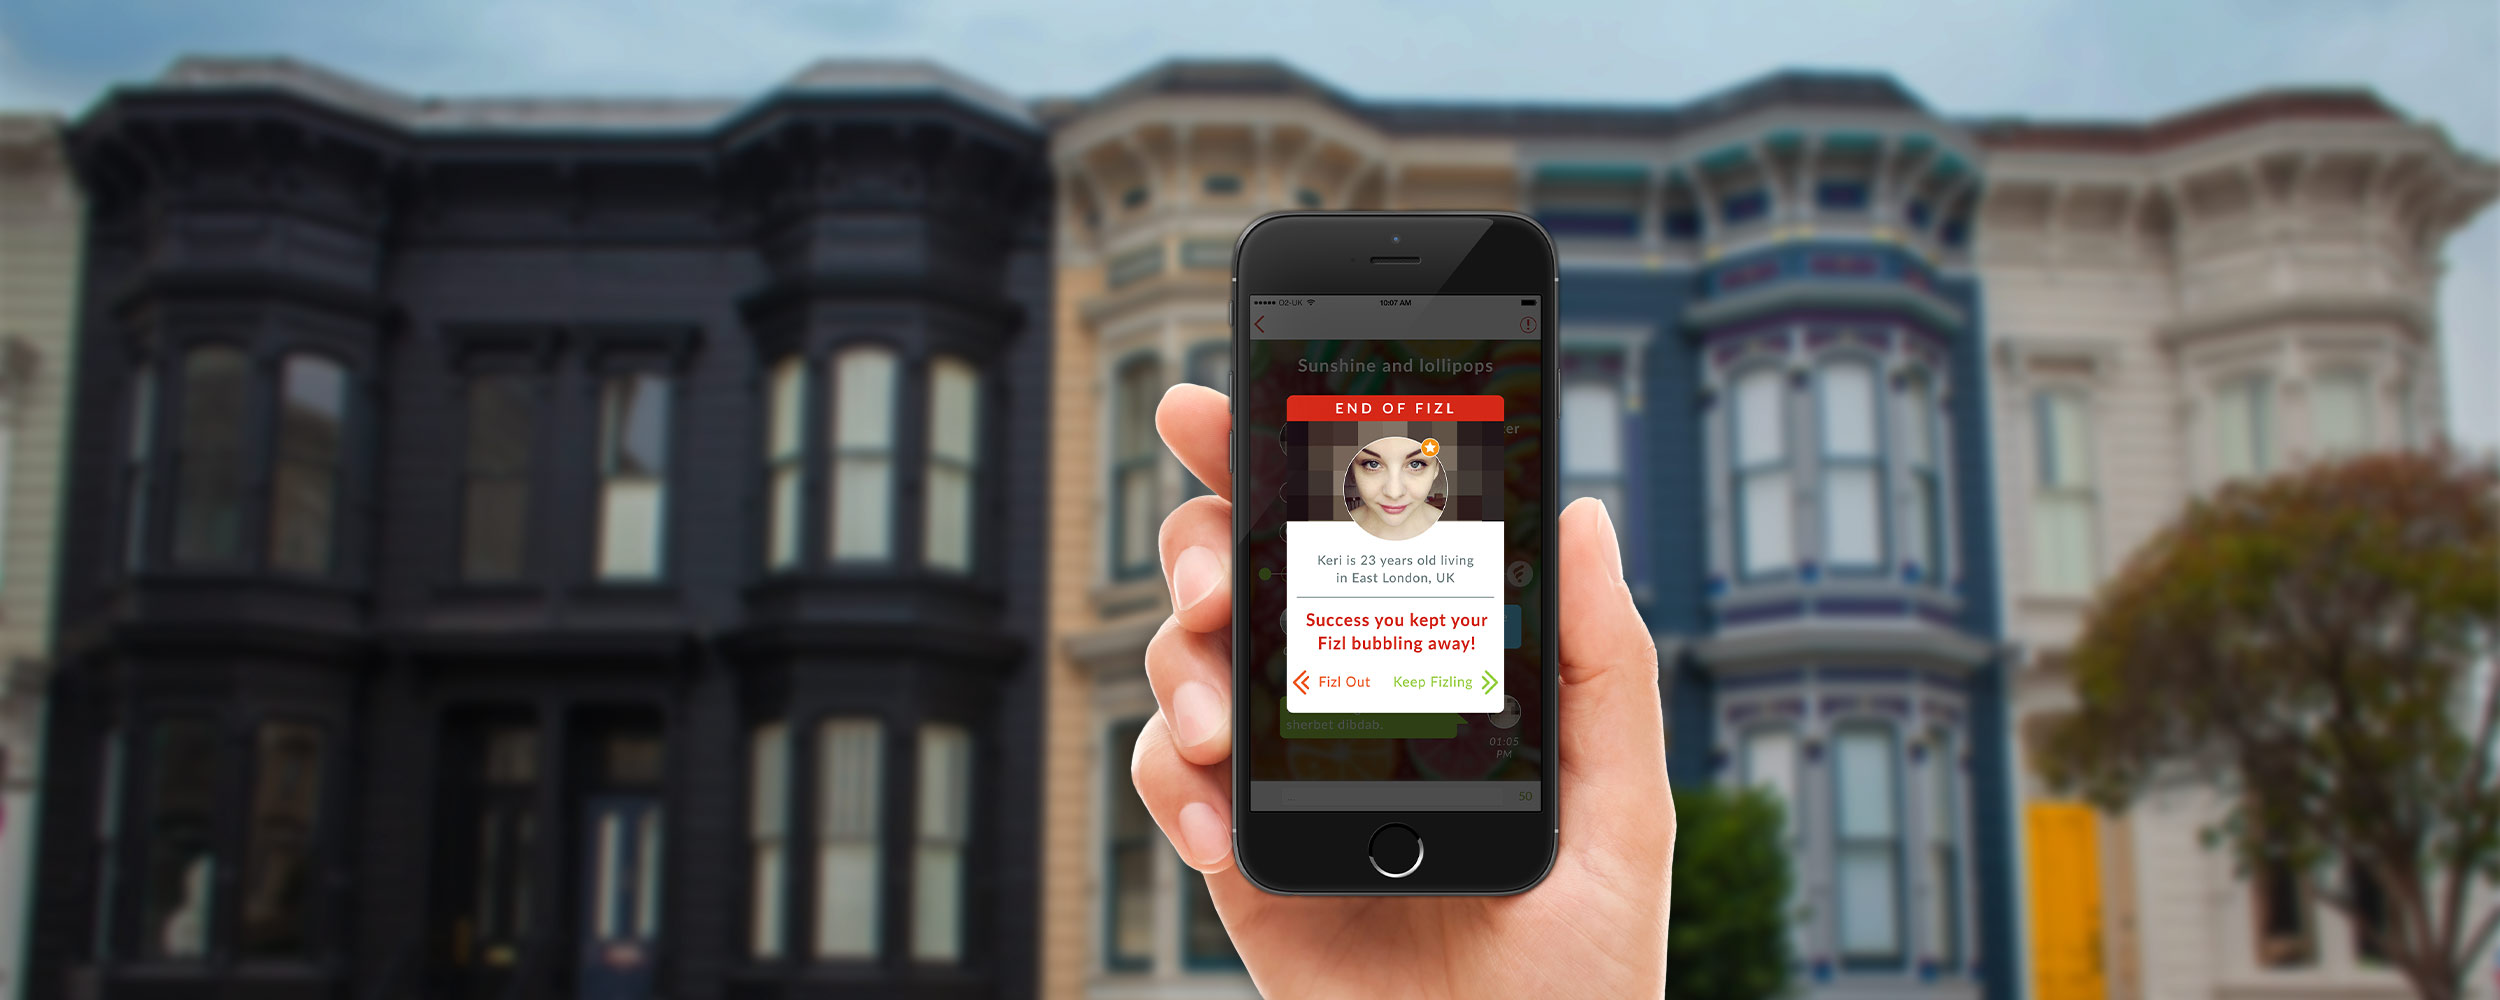 O2-UK
10:07 AM
Sunshine and lollipops
END OF FIZL
Keri is 23 years old living
in East London, UK
Success you kept your
Fizl bubbling away!
Fizl Out
Keep Fizling
sherbet dibdab.
01:05
PM
...
50